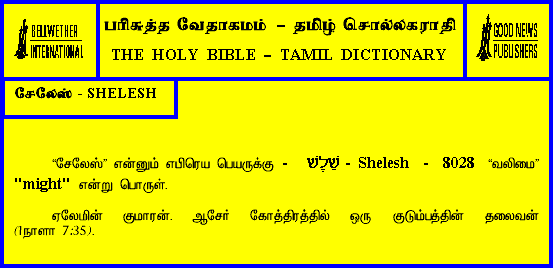 BELLWETHER
INTERNATIONAL
பரிசுத்த வேதாகமம் – தமிழ் சொல்லகராதி
THE HOLY BIBLE – TAMIL DICTIONARY
GOOD NEWS
PUBLISHERS
சேலேஸ் - SHELESH
“சேலேஸ்” என்னும் எபிரெய பெயருக்கு - שֵׁלֶשׁ - Shelesh - 8028 “வலிமை”
"might" என்று பொருள்.
ஏலேமின் குமாரன். ஆசேர் கோத்திரத்தில் ஒரு குடும்பத்தின் தலைவன்
(1நாளா 7:35).